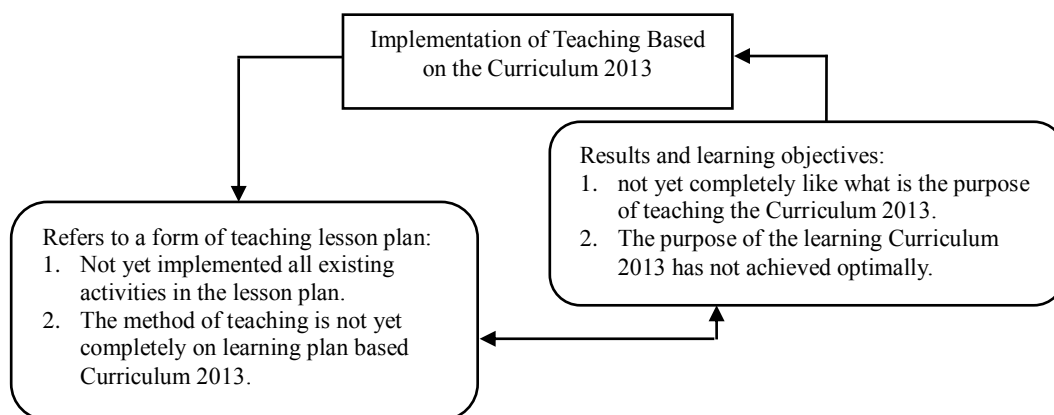 Implementation of Teaching Based
on the Curriculum 2013
Results and learning objectives:
1. not yet completely like what is the purpose
of teaching the Curriculum 2013.
2. The purpose of the learning Curriculum
2013 has not achieved optimally.
Refers to a form of teaching lesson plan:
1. Not yet implemented all existing
activities in the lesson plan.
2. The method of teaching is not yet
completely on learning plan based
Curriculum 2013.